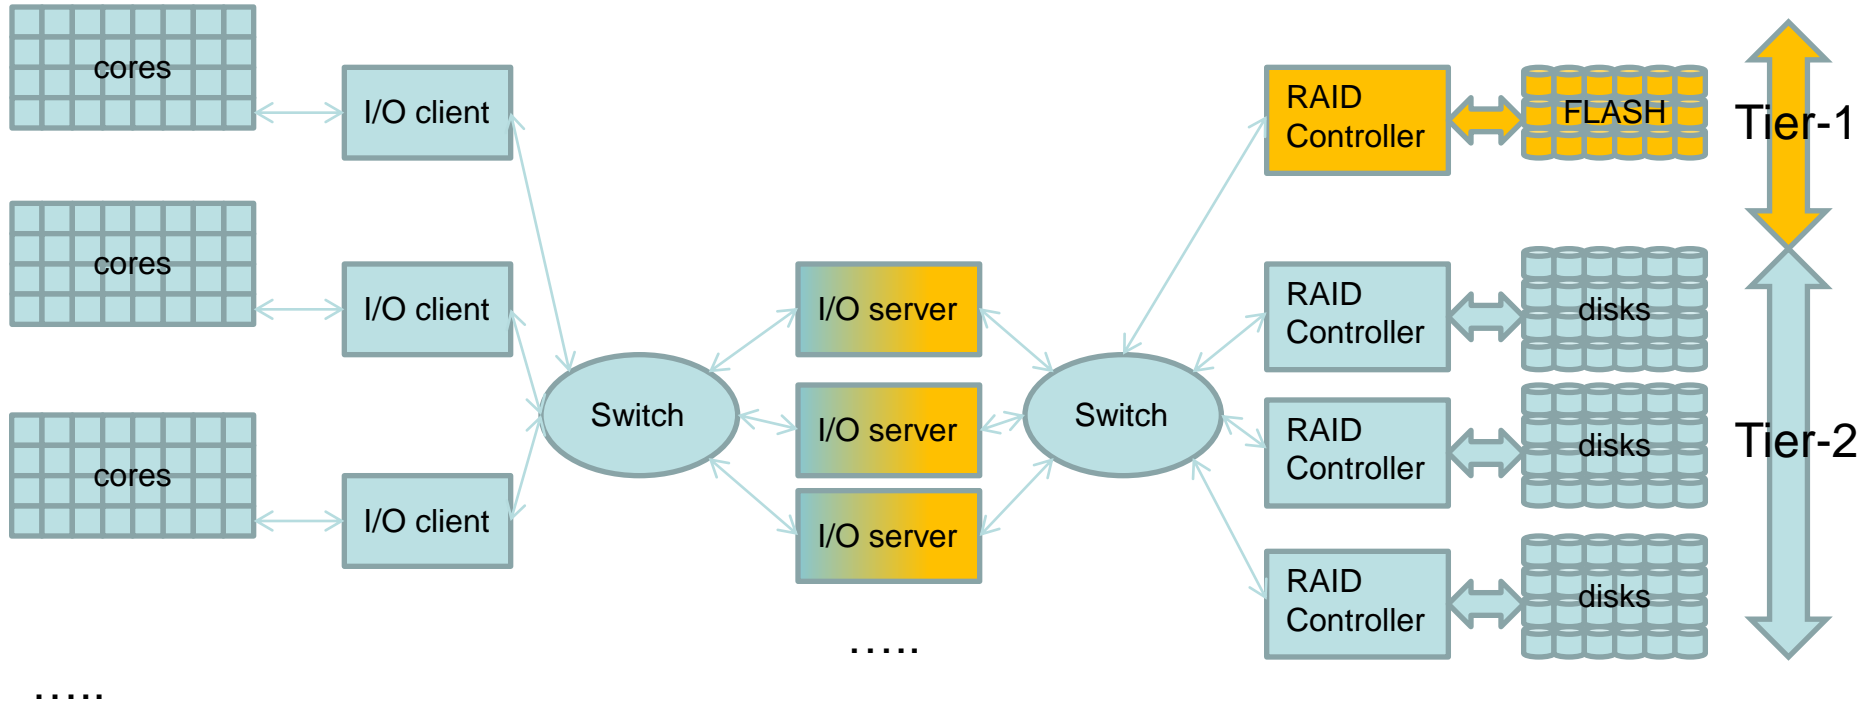 cores
I/O client
RAID
Controller
FLASH
Tier-1
cores
I/O client
I/O server
RAID
Controller
disks
Switch
I/O server
Switch
RAID
Controller
disks
Tier-2
cores
I/O client
I/O server
RAID
Controller
disks
.....
.....